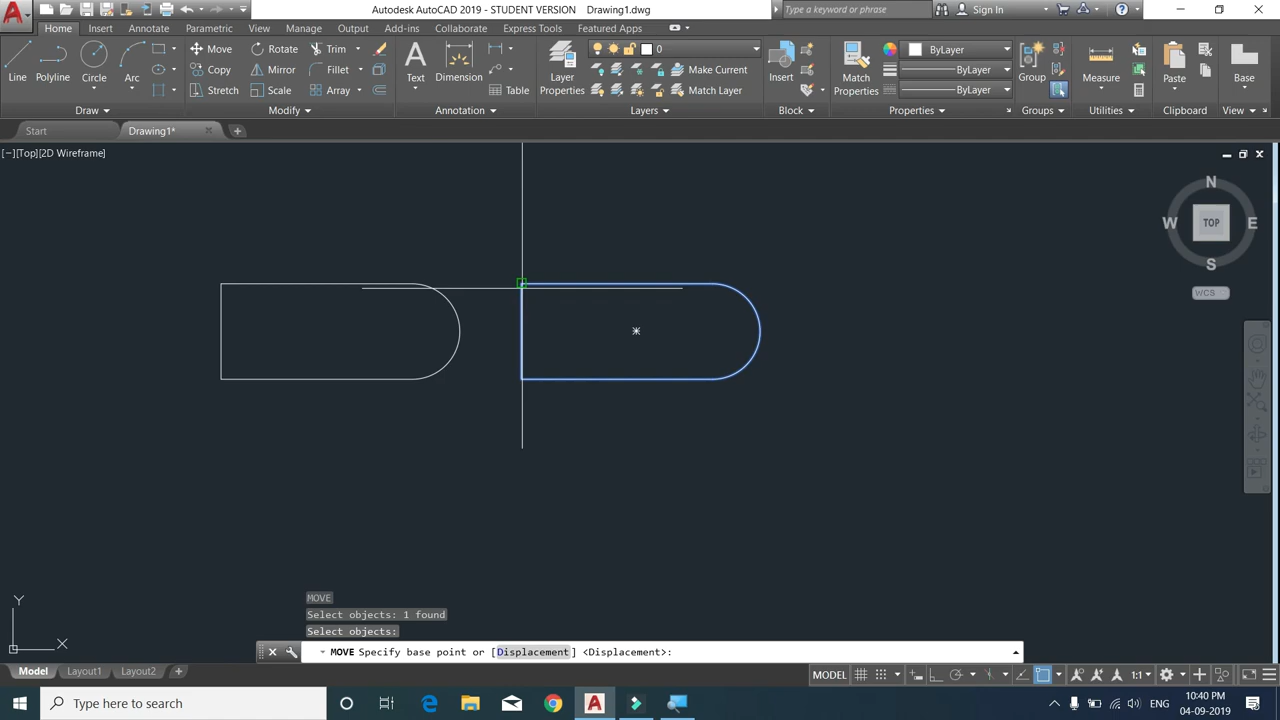 Autodesk AutoCAD 2019 - STUDENT VERSION Drawing1.dwg
Type a keyword or phrase
Sign In
Home Insert Annotate Parametric View Manage Output Add-ins Collaborate Express Tools Featured Apps
Line Polyline Circle Arc
Move Rotate Trim
Copy Mirror Fillet
Stretch Scale Array
Text Dimension
Table
Layer Properties
0
Make Current
Match Layer
Insert
Match Properties
ByLayer
ByLayer
ByLayer
Group
Measure
Paste
Base
Draw Modify Annotation Layers Block Properties Groups Utilities Clipboard View
Start Drawing1*
[−][Top][2D Wireframe]
N
W TOP E
S
WCS
Y
X
MOVE
Select objects: 1 found
Select objects:
MOVE Specify base point or [Displacement] <Displacement>:
Model Layout1 Layout2
MODEL 1:1
Type here to search
ENG
10:40 PM
04-09-2019